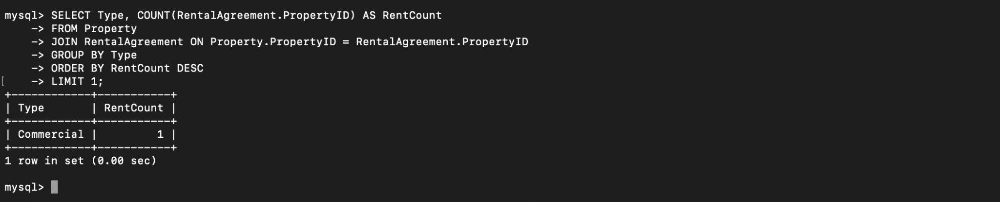 mysql> SELECT Type, COUNT(RentalAgreement.PropertyID) AS RentCount
    -> FROM Property
    -> JOIN RentalAgreement ON Property.PropertyID = RentalAgreement.PropertyID
    -> GROUP BY Type
    -> ORDER BY RentCount DESC
[    -> LIMIT 1;
+------------+-----------+
| Type       | RentCount |
+------------+-----------+
| Commercial |         1 |
+------------+-----------+
1 row in set (0.00 sec)
mysql>